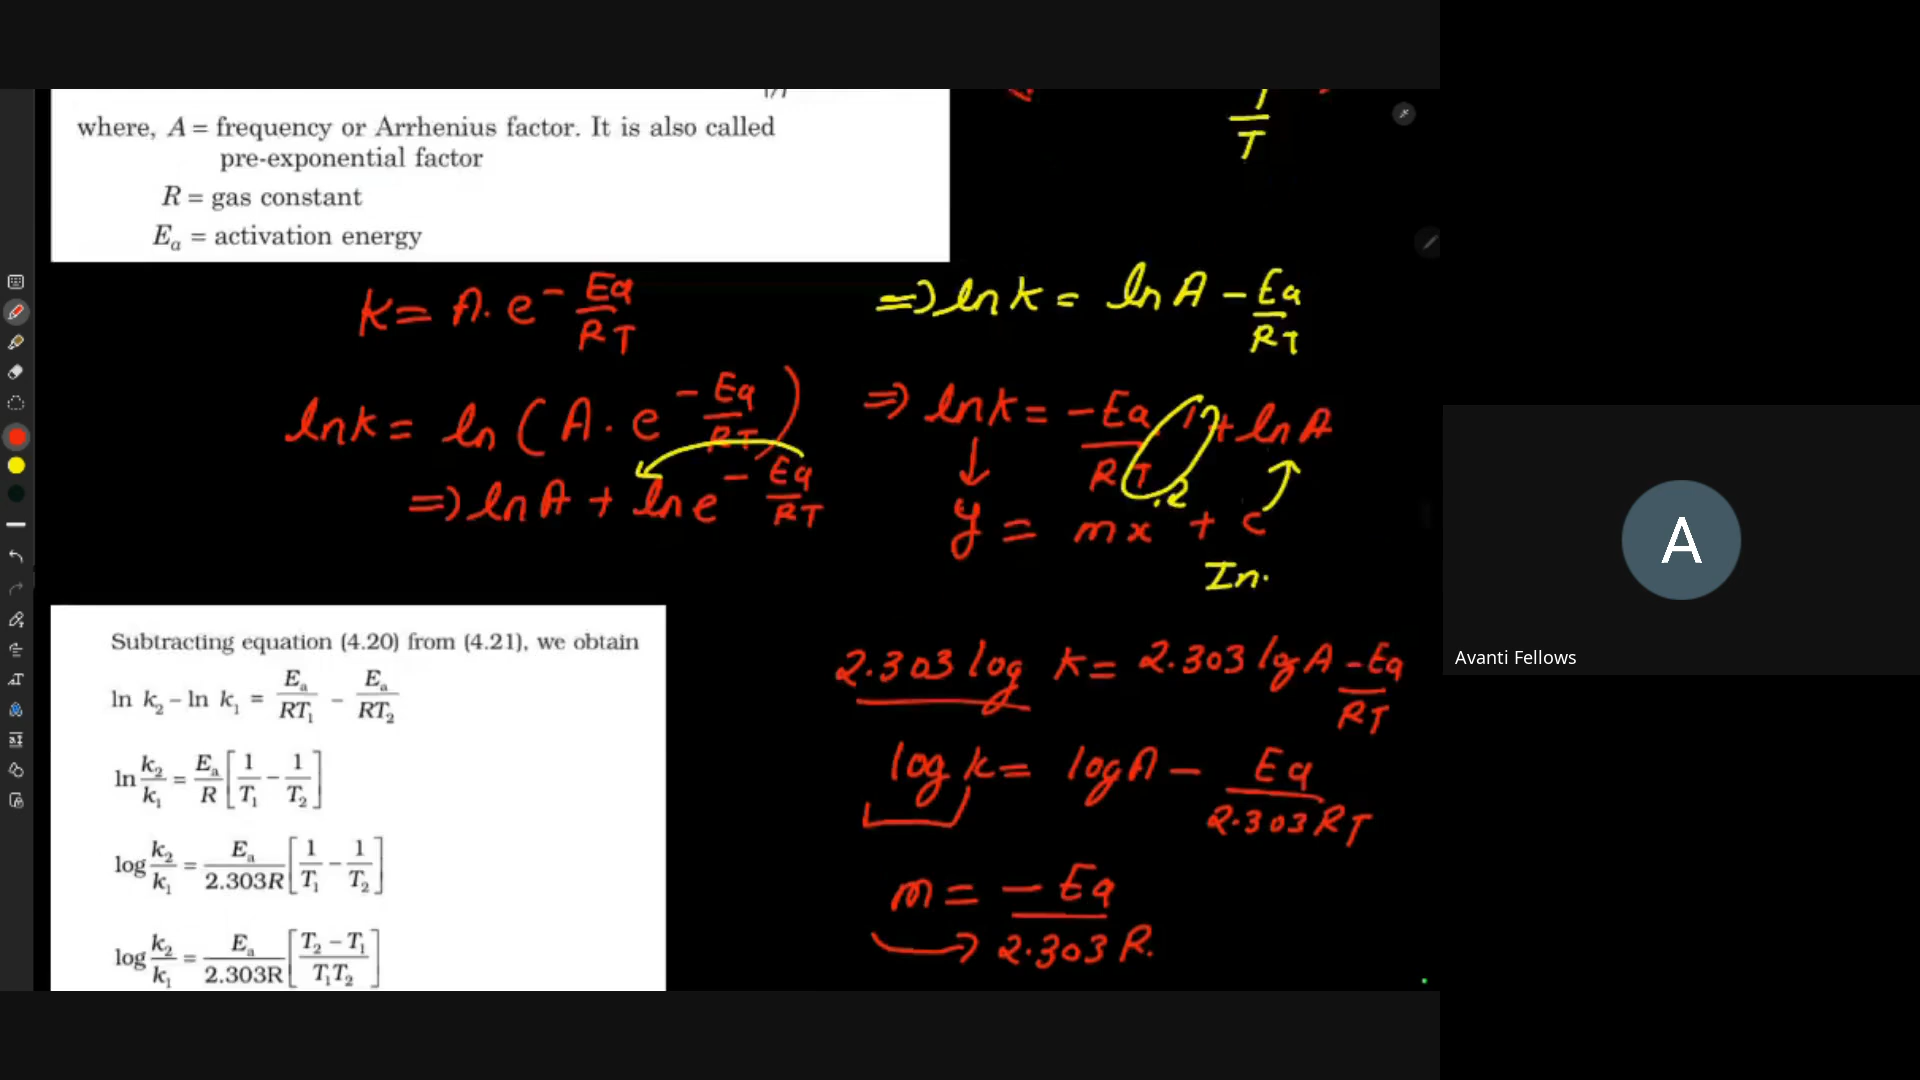 where, A = frequency or Arrhenius factor. It is also called
pre-exponential factor
R = gas constant
Eₐ = activation energy
1/T
K = A. e^(-Ea/RT)
ln k = ln (A. e^(-Ea/RT))
=) ln A + ln e^(-Ea/RT)
=) ln k = ln A - Ea/RT
=) ln k = -Ea/RT + ln A
y = mx + c
In.
2.303 log K = 2.303 log A - Ea/RT
log k = log A - Ea/2.303 RT
m = -Ea/2.303 R.
Subtracting equation (4.20) from (4.21), we obtain
ln k₂ – ln k₁ = Eₐ/RT₁ – Eₐ/RT₂
ln k₂/k₁ = Eₐ/R [1/T₁ – 1/T₂]
log k₂/k₁ = Eₐ/2.303R [1/T₁ – 1/T₂]
log k₂/k₁ = Eₐ/2.303R [T₂ – T₁/T₁T₂]
A
Avanti Fellows